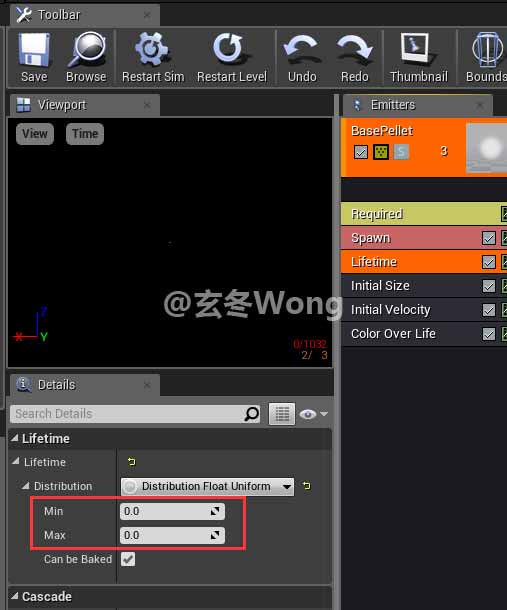 Toolbar
Save
Browse
Restart Sim
Restart Level
Undo
Redo
Thumbnail
Bounds
Viewport
View
Time
Z
X
Y
0/1032
2/ 3
Emitters
BasePellet
S
3
Required
Spawn
Lifetime
Initial Size
Initial Velocity
Color Over Life
@玄冬Wong
Details
Search Details
Lifetime
Lifetime
Distribution
Distribution Float Uniform
Min
0.0
Max
0.0
Can be Baked
Cascade